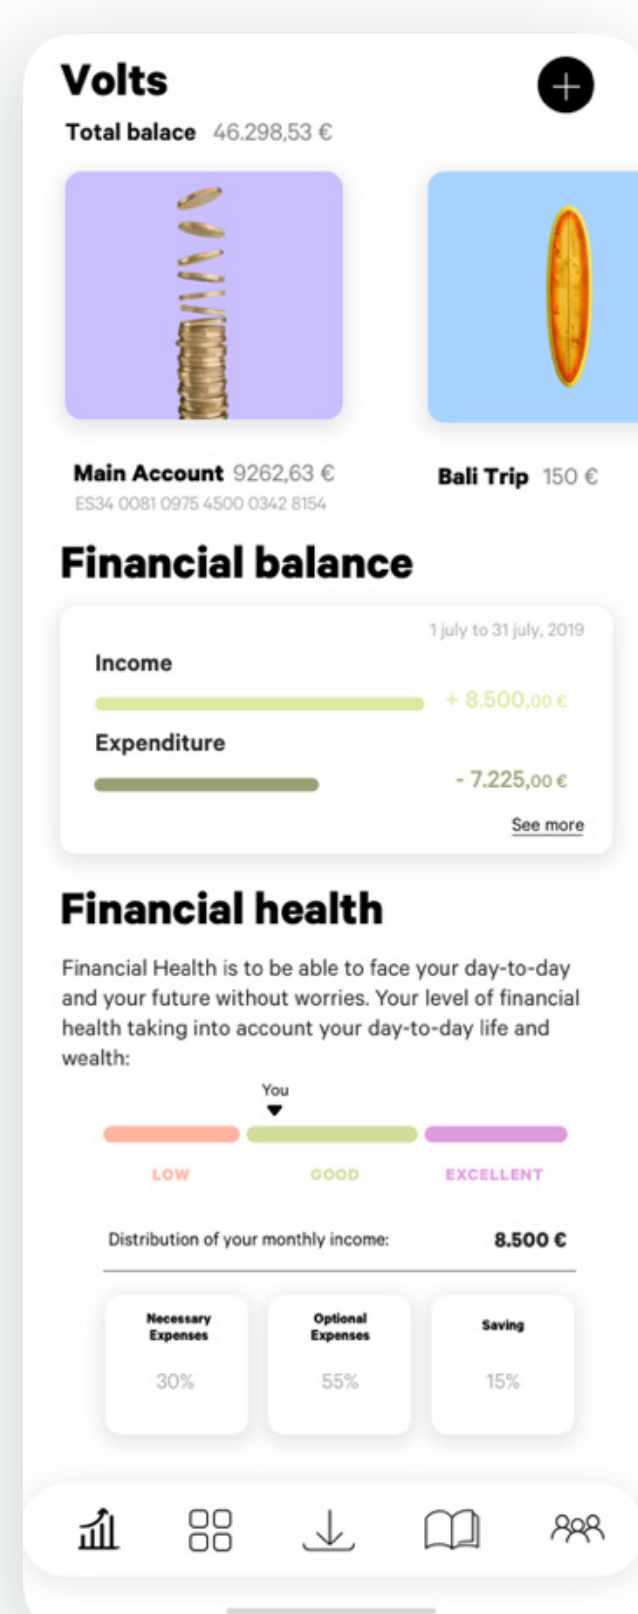 Volts
Total balace 46.298,53 €
Main Account 9262,63 €
ES34 0081 0975 4500 0342 8154
Bali Trip 150 €
Financial balance
1 july to 31 july, 2019
Income
+ 8.500,00 €
Expenditure
- 7.225,00 €
See more
Financial health
Financial Health is to be able to face your day-to-day
and your future without worries. Your level of financial
health taking into account your day-to-day life and
wealth:
You
LOW GOOD EXCELLENT
Distribution of your monthly income: 8.500 €
Necessary
Expenses
30%
Optional
Expenses
55%
Saving
15%